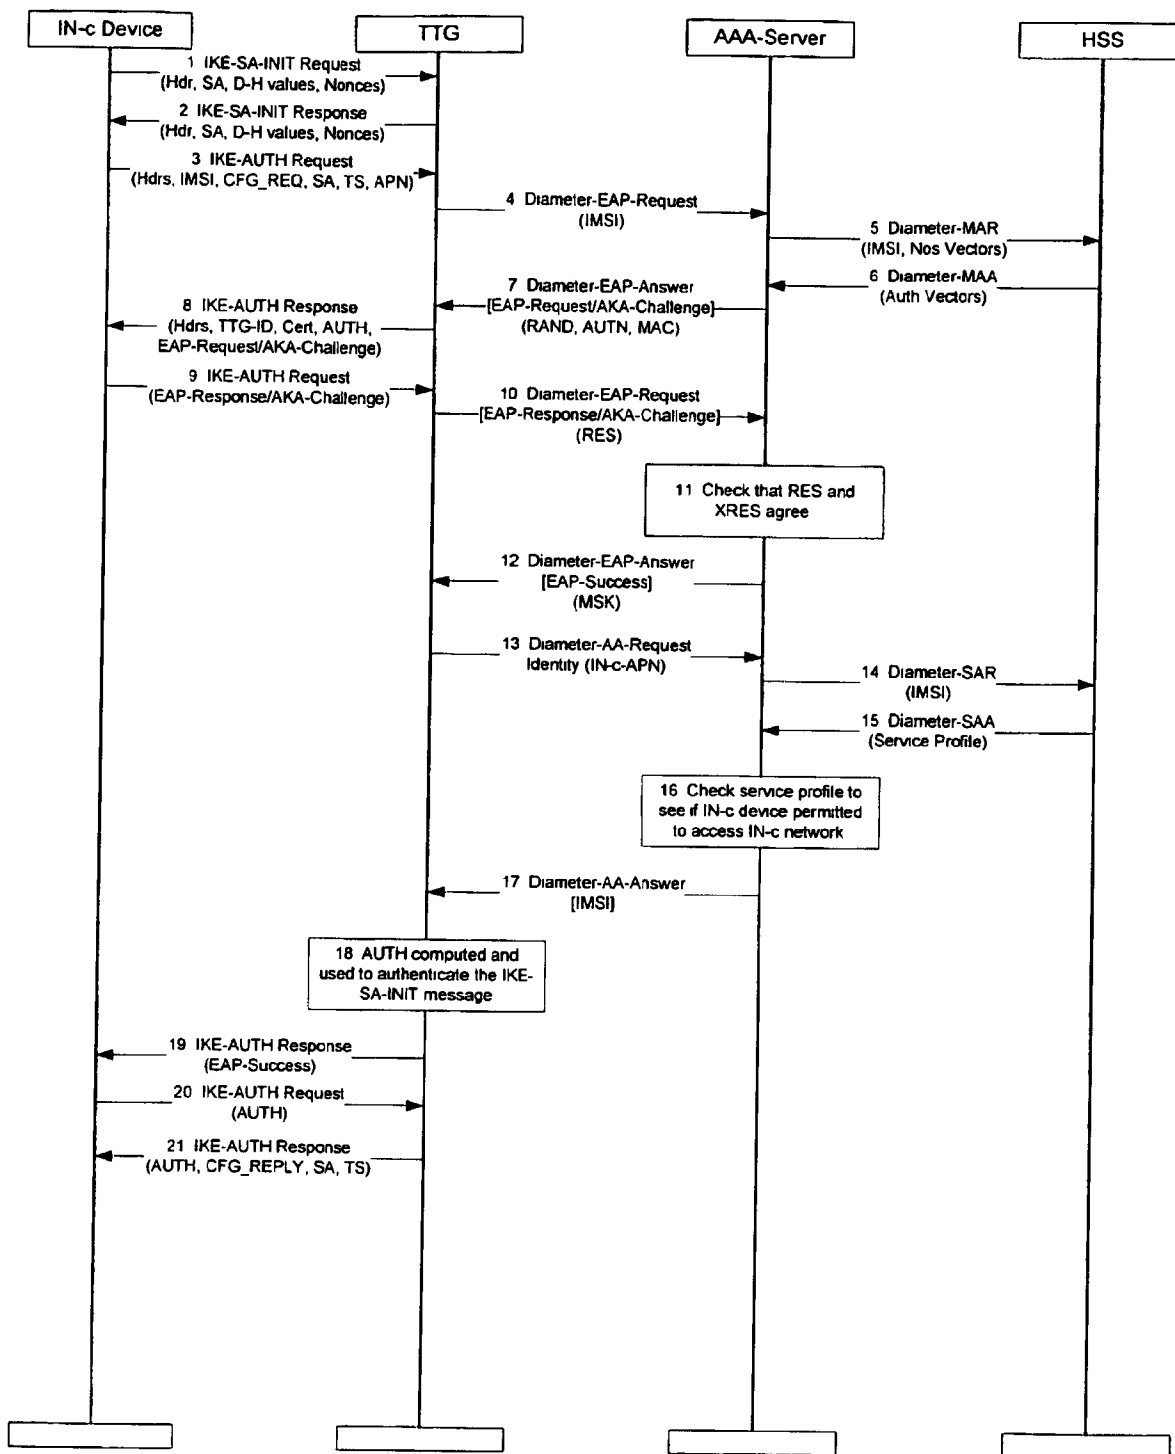 IN-c Device
TTG
AAA-Server
HSS
1 IKE-SA-INIT Request
(Hdr, SA, D-H values, Nonces)
2 IKE-SA-INIT Response
(Hdr, SA, D-H values, Nonces)
3 IKE-AUTH Request
(Hdrs, IMSI, CFG_REQ, SA, TS, APN)
4 Diameter-EAP-Request
(IMSI)
5 Diameter-MAR
(IMSI, Nos Vectors)
6 Diameter-MAA
(Auth Vectors)
7 Diameter-EAP-Answer
[EAP-Request/AKA-Challenge]
(RAND, AUTN, MAC)
8 IKE-AUTH Response
(Hdrs, TTG-ID, Cert, AUTH,
EAP-Request/AKA-Challenge)
9 IKE-AUTH Request
(EAP-Response/AKA-Challenge)
10 Diameter-EAP-Request
[EAP-Response/AKA-Challenge]
(RES)
11 Check that RES and
XRES agree
12 Diameter-EAP-Answer
[EAP-Success]
(MSK)
13 Diameter-AA-Request
Identity (IN-c-APN)
14 Diameter-SAR
(IMSI)
15 Diameter-SAA
(Service Profile)
16 Check service profile to
see if IN-c device permitted
to access IN-c network
17 Diameter-AA-Answer
[IMSI]
18 AUTH computed and
used to authenticate the IKE-
SA-INIT message
19 IKE-AUTH Response
(EAP-Success)
20 IKE-AUTH Request
(AUTH)
21 IKE-AUTH Response
(AUTH, CFG_REPLY, SA, TS)